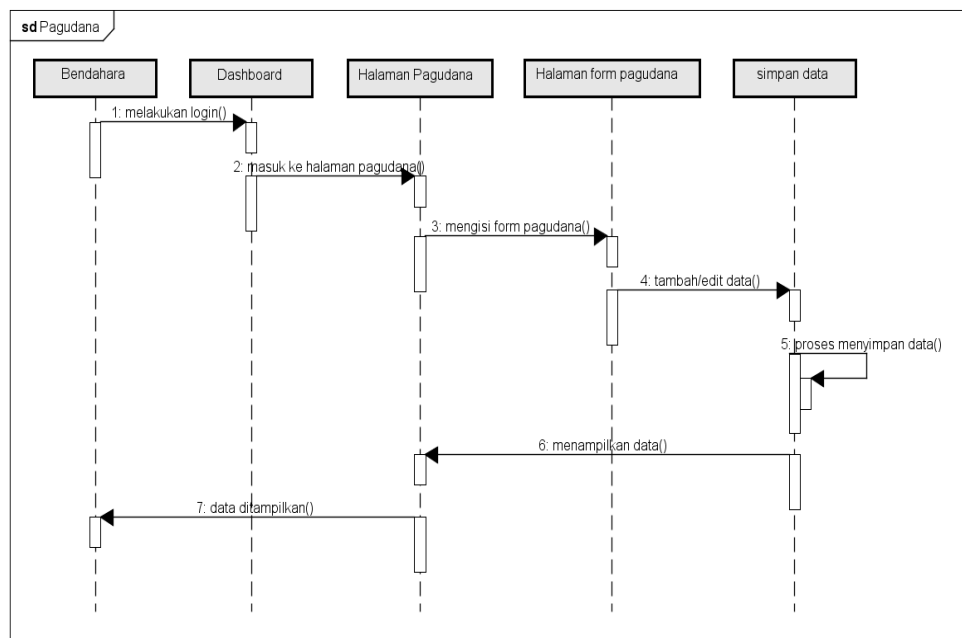 sd Pagudana
Bendahara
Dashboard
Halaman Pagudana
Halaman form pagudana
simpan data
1: melakukan login()
2: masuk ke halaman pagudana()
3: mengisi form pagudana()
4: tambah/edit data()
5: proses menyimpan data()
6: menampilkan data()
7: data ditampilkan()